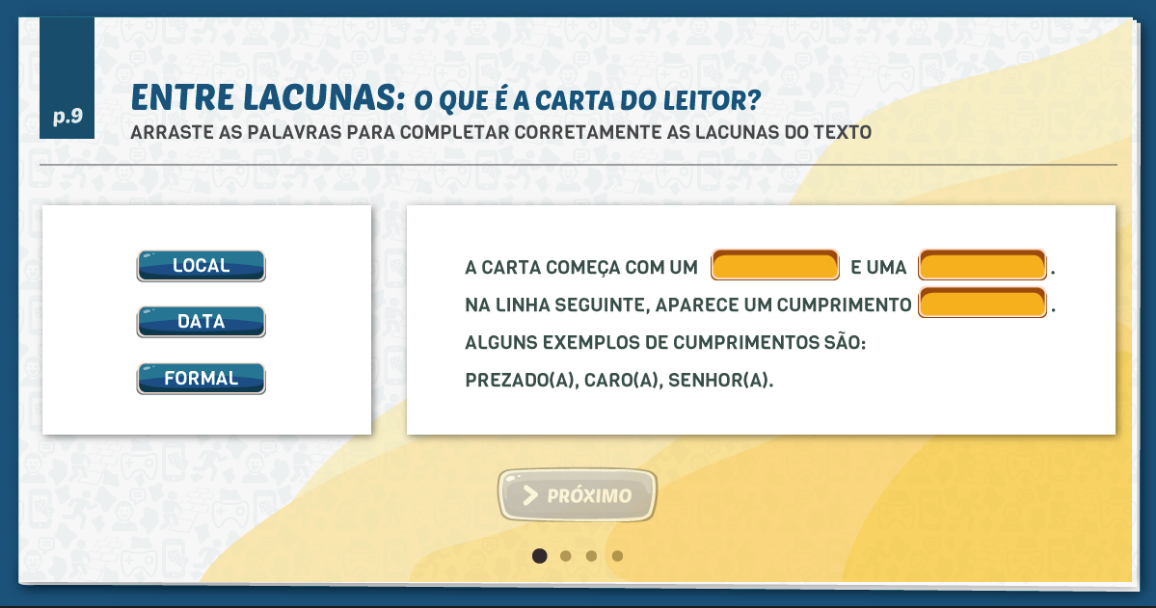 p.9
ENTRE LACUNAS: O QUE É A CARTA DO LEITOR?
ARRASTE AS PALAVRAS PARA COMPLETAR CORRETAMENTE AS LACUNAS DO TEXTO
LOCAL
DATA
FORMAL
A CARTA COMEÇA COM UM E UMA .
NA LINHA SEGUINTE, APARECE UM CUMPRIMENTO .
ALGUNS EXEMPLOS DE CUMPRIMENTOS SÃO:
PREZADO(A), CARO(A), SENHOR(A).
PRÓXIMO